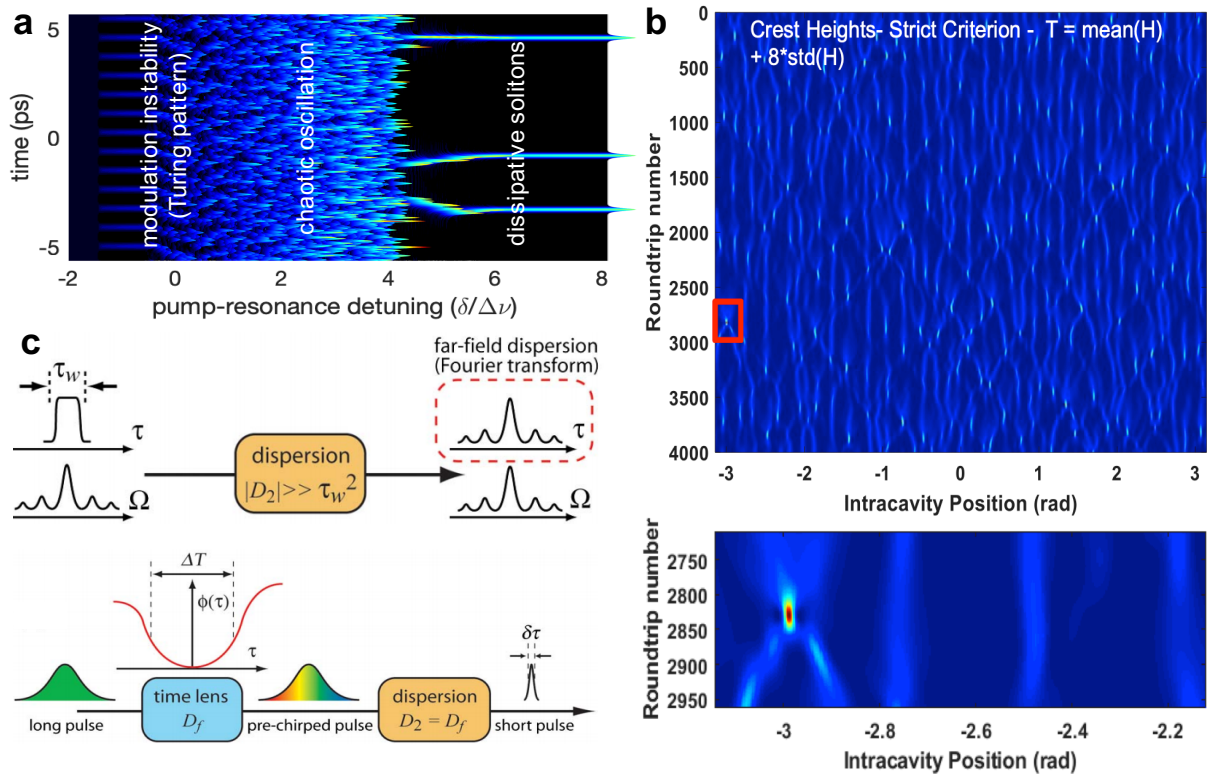 a
5
0
-5
time (ps)
modulation instability
(Turing pattern)
chaotic oscillation
dissipative solitons
-2
0
2
4
6
8
pump-resonance detuning (δ/Δν)
b
Crest Heights- Strict Criterion - T = mean(H)
+ 8*std(H)
0
500
1000
1500
2000
2500
3000
3500
4000
Roundtrip number
-3
-2
-1
0
1
2
3
Intracavity Position (rad)
2750
2800
2850
2900
2950
Roundtrip number
-3
-2.8
-2.6
-2.4
-2.2
Intracavity Position (rad)
c
τw
τ
Ω
dispersion
|D2|>> τw2
far-field dispersion
(Fourier transform)
τ
Ω
ΔT
ϕ(τ)
τ
long pulse
time lens
Df
pre-chirped pulse
dispersion
D2 = Df
δτ
short pulse